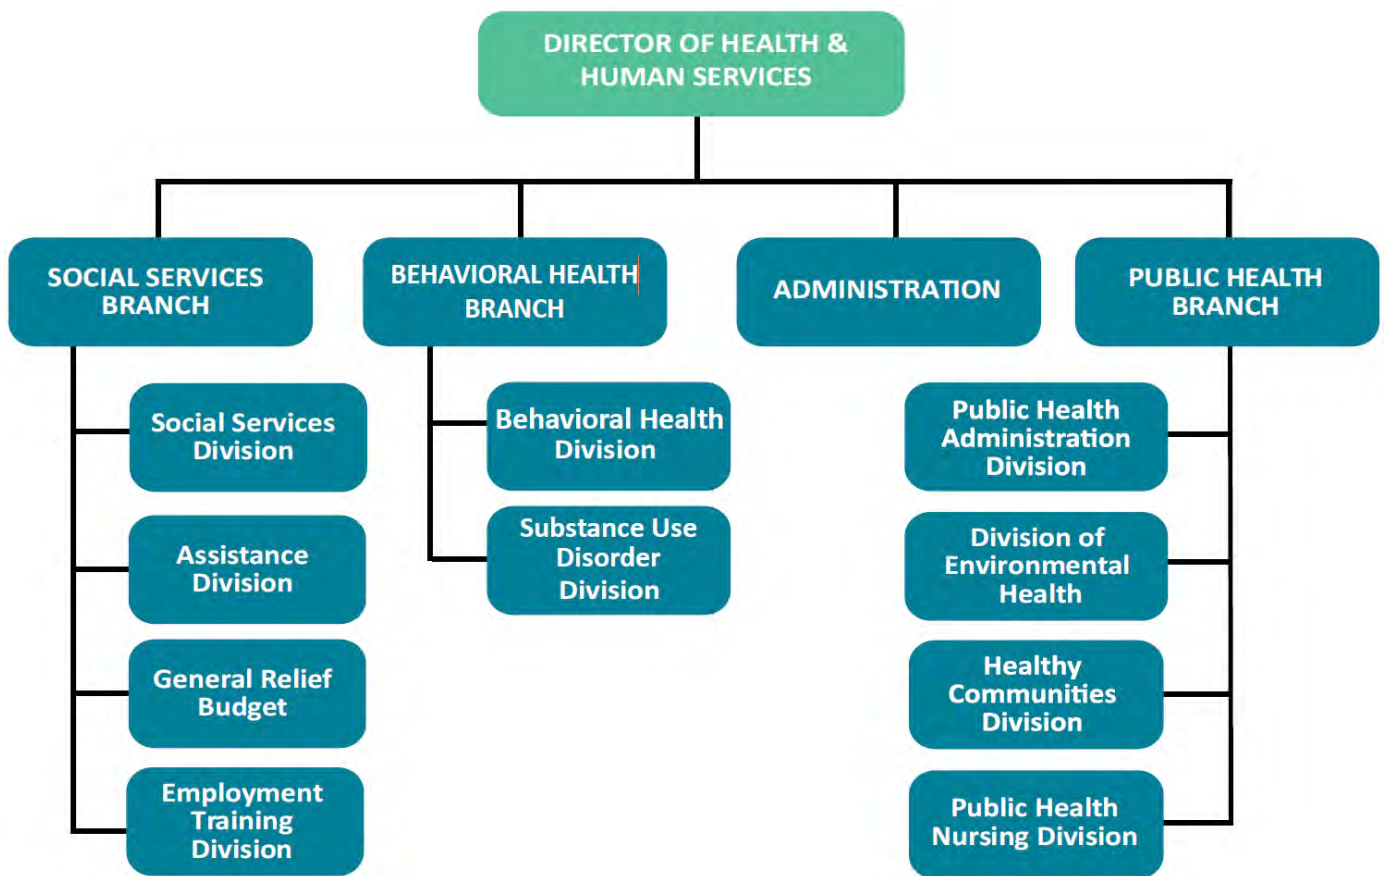 DIRECTOR OF HEALTH &
HUMAN SERVICES
SOCIAL SERVICES
BRANCH
BEHAVIORAL HEALTH
BRANCH
ADMINISTRATION
PUBLIC HEALTH
BRANCH
Social Services
Division
Assistance
Division
General Relief
Budget
Employment
Training
Division
Behavioral Health
Division
Substance Use
Disorder
Division
Public Health
Administration
Division
Division of
Environmental
Health
Healthy
Communities
Division
Public Health
Nursing Division